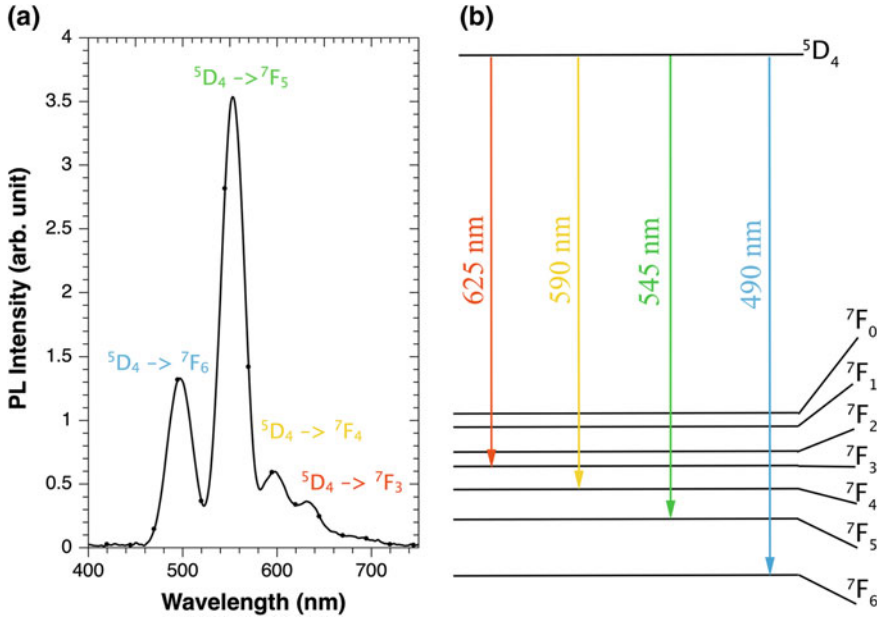 (a)
4
3.5
3
2.5
2
1.5
1
0.5
0
400 500 600 700
PL Intensity (arb. unit)
Wavelength (nm)
⁵D₄ –>⁷F₅
⁵D₄ –> ⁷F₆
⁵D₄ –> ⁷F₄
⁵D₄ –> ⁷F₃
(b)
⁵D₄
625 nm
590 nm
545 nm
490 nm
⁷F₀
⁷F₁
⁷F₂
⁷F₃
⁷F₄
⁷F₅
⁷F₆